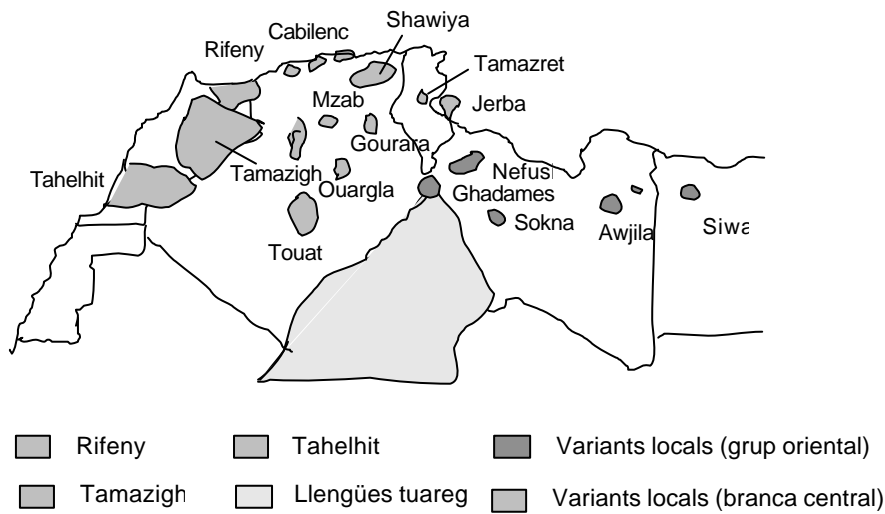 Shawiya
Cabilenc
Rifeny
Tamazret
Mzab
Jerba
Gourara
Nefusi
Tahelhit
Tamazigh
Ouargla
Ghadames
Sokna
Awjila
Siwa
Touat
Rifeny
Tahelhit
Variants locals (grup oriental)
Tamazigh
Llengües tuareg
Variants locals (branca central)